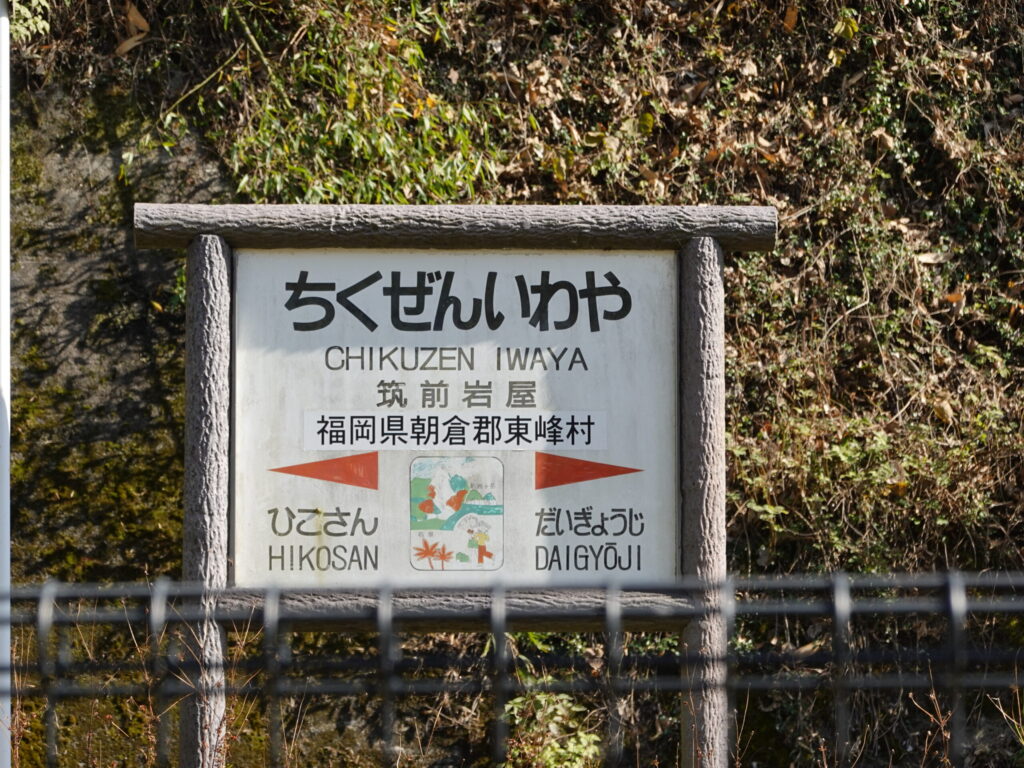 ちくぜんいわや
CHIKUZEN IWAYA
筑前岩屋
福岡県朝倉郡東峰村
ひこさん
HIKOSAN
だいぎょうじ
DAIGYŌJI